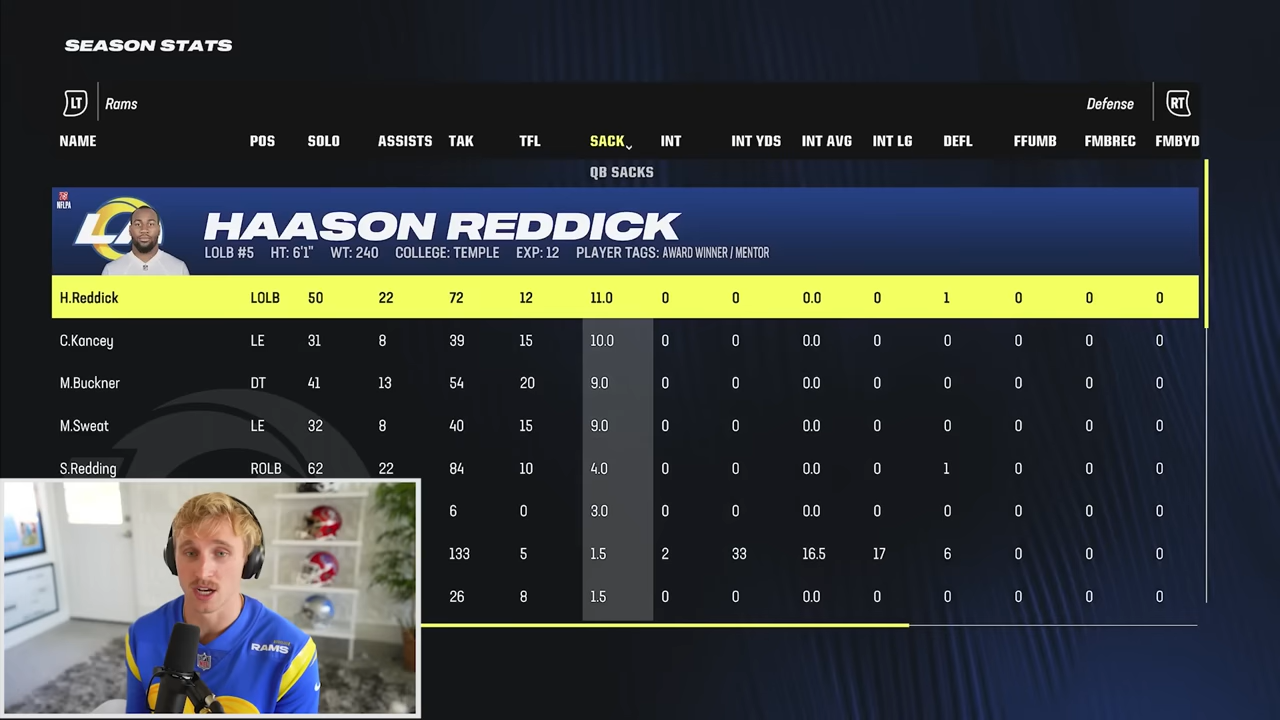 SEASON STATS
LT Rams Defense RT
NAME POS SOLO ASSISTS TAK TFL SACK INT INT YDS INT AVG INT LG DEFL FFUMB FMBREC FMBYD
QB SACKS
NFLPA
LA
HAASON REDDICK
LOLB #5 HT: 6'1" WT: 240 COLLEGE: TEMPLE EXP: 12 PLAYER TAGS: AWARD WINNER / MENTOR
H.Reddick LOLB 50 22 72 12 11.0 0 0 0.0 0 1 0 0 0
C.Kancey LE 31 8 39 15 10.0 0 0 0.0 0 0 0 0 0
M.Buckner DT 41 13 54 20 9.0 0 0 0.0 0 0 0 0 0
M.Sweat LE 32 8 40 15 9.0 0 0 0.0 0 0 0 0 0
S.Redding ROLB 62 22 84 10 4.0 0 0 0.0 0 1 0 0 0
6 0 3.0 0 0 0.0 0 0 0 0 0
133 5 1.5 2 33 16.5 17 6 0 0 0
26 8 1.5 0 0 0.0 0 0 0 0 0
RAMS